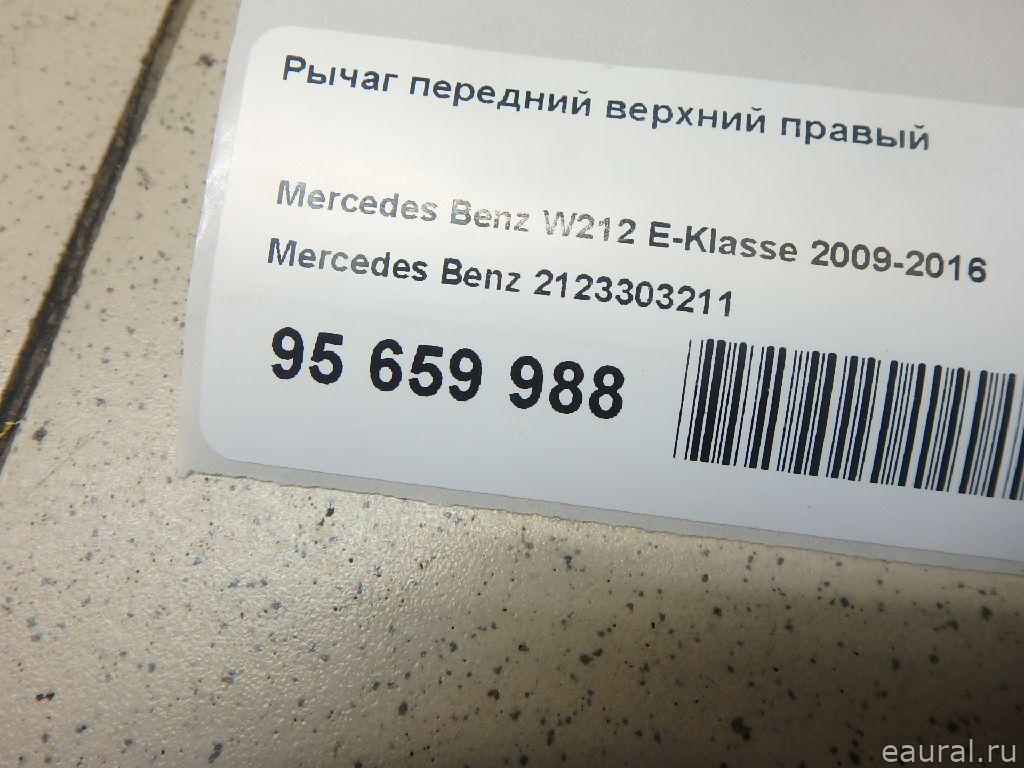 Рычаг передний верхний правый
Mercedes Benz W212 E-Klasse 2009-2016
Mercedes Benz 2123303211
95 659 988
eaural.ru